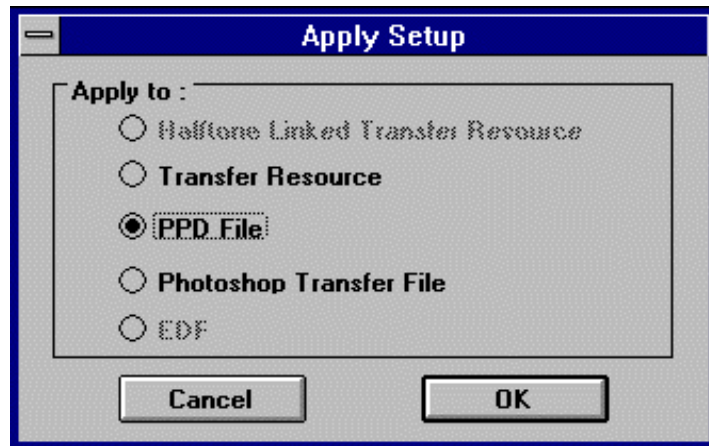 Apply Setup
Apply to :
Halftone Linked Transfer Resource
Transfer Resource
PPD File
Photoshop Transfer File
EDF
Cancel OK